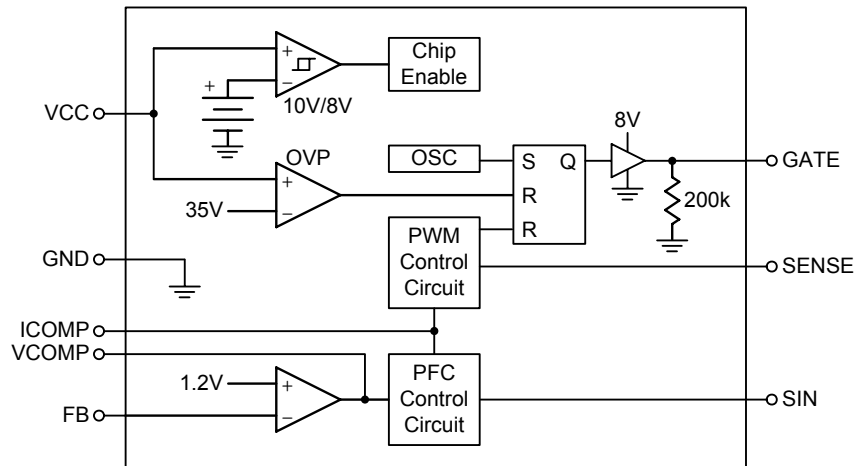 Chip
Enable
+
−
+
10V/8V
VCC
8V
OVP
OSC
S
Q
GATE
+
R
35V
−
200k
R
PWM
Control
Circuit
GND
SENSE
ICOMP
VCOMP
PFC
Control
Circuit
1.2V
+
SIN
FB
−